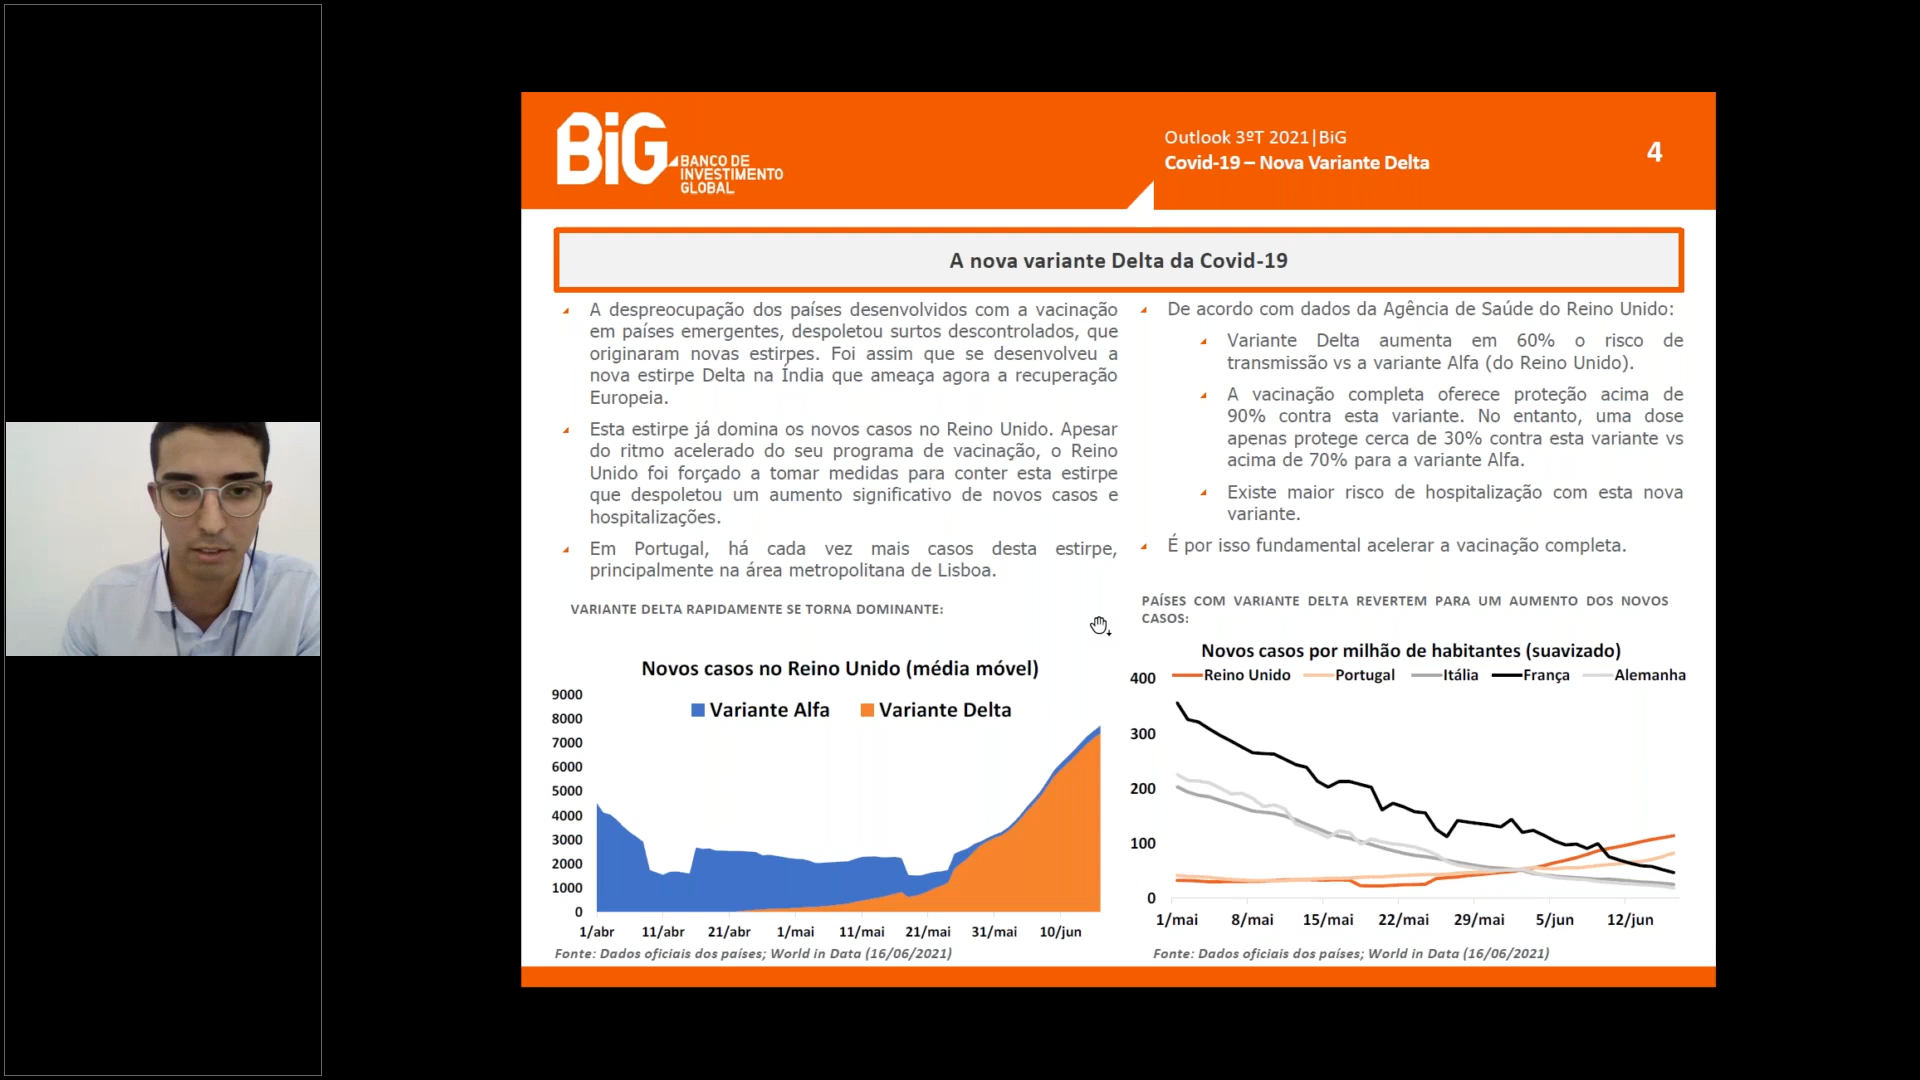 BiG
BANCO DE
INVESTIMENTO
GLOBAL
Outlook 3ºT 2021|BiG
Covid-19 – Nova Variante Delta
4
A nova variante Delta da Covid-19
A despreocupação dos países desenvolvidos com a vacinação
em países emergentes, despoletou surtos descontrolados, que
originaram novas estirpes. Foi assim que se desenvolveu a
nova estirpe Delta na Índia que ameaça agora a recuperação
Europeia.
Esta estirpe já domina os novos casos no Reino Unido. Apesar
do ritmo acelerado do seu programa de vacinação, o Reino
Unido foi forçado a tomar medidas para conter esta estirpe
que despoletou um aumento significativo de novos casos e
hospitalizações.
Em Portugal, há cada vez mais casos desta estirpe,
principalmente na área metropolitana de Lisboa.
De acordo com dados da Agência de Saúde do Reino Unido:
Variante Delta aumenta em 60% o risco de
transmissão vs a variante Alfa (do Reino Unido).
A vacinação completa oferece proteção acima de
90% contra esta variante. No entanto, uma dose
apenas protege cerca de 30% contra esta variante vs
acima de 70% para a variante Alfa.
Existe maior risco de hospitalização com esta nova
variante.
É por isso fundamental acelerar a vacinação completa.
VARIANTE DELTA RAPIDAMENTE SE TORNA DOMINANTE:
Novos casos no Reino Unido (média móvel)
Variante Alfa Variante Delta
9000
8000
7000
6000
5000
4000
3000
2000
1000
0
1/abr 11/abr 21/abr 1/mai 11/mai 21/mai 31/mai 10/jun
Fonte: Dados oficiais dos países; World in Data (16/06/2021)
PAÍSES COM VARIANTE DELTA REVERTEM PARA UM AUMENTO DOS NOVOS
CASOS:
Novos casos por milhão de habitantes (suavizado)
Reino Unido Portugal Itália França Alemanha
400
300
200
100
0
1/mai 8/mai 15/mai 22/mai 29/mai 5/jun 12/jun
Fonte: Dados oficiais dos países; World in Data (16/06/2021)